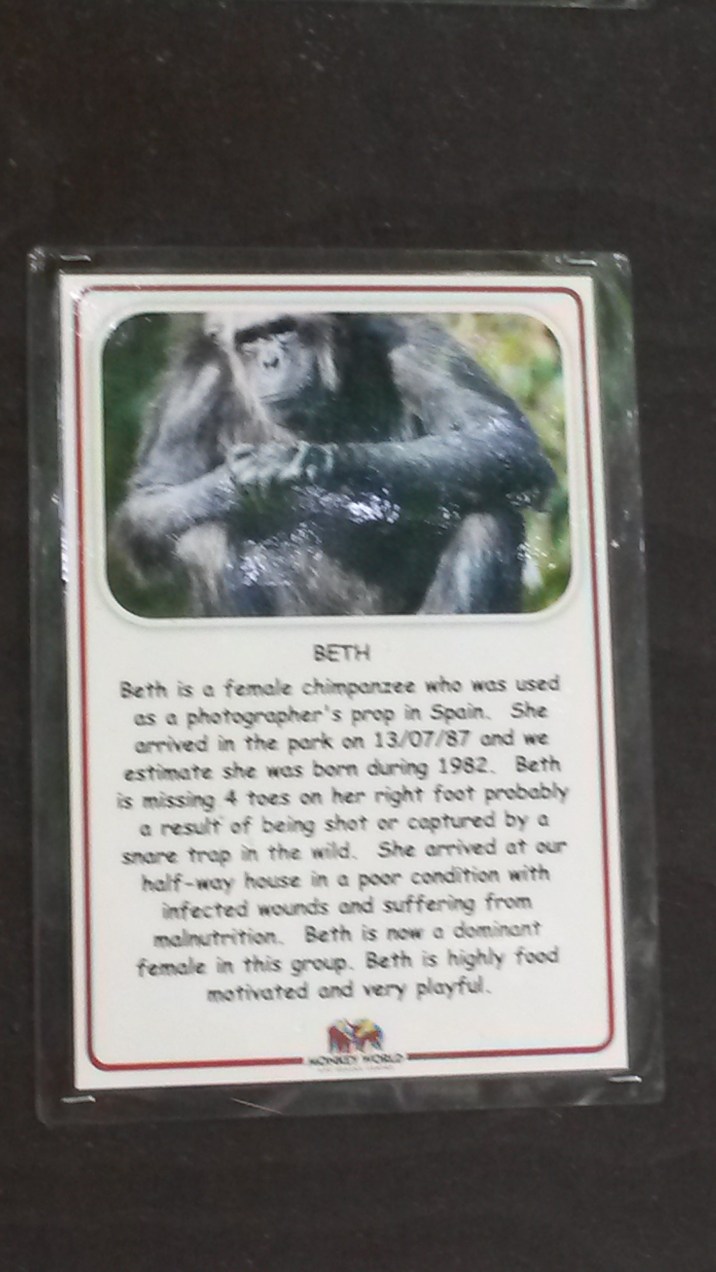 BETH
Beth is a female chimpanzee who was used
as a photographer's prop in Spain. She
arrived in the park on 13/07/87 and we
estimate she was born during 1982. Beth
is missing 4 toes on her right foot probably
a result of being shot or captured by a
snare trap in the wild. She arrived at our
half-way house in a poor condition with
infected wounds and suffering from
malnutrition. Beth is now a dominant
female in this group. Beth is highly food
motivated and very playful.
MONKEY WORLD